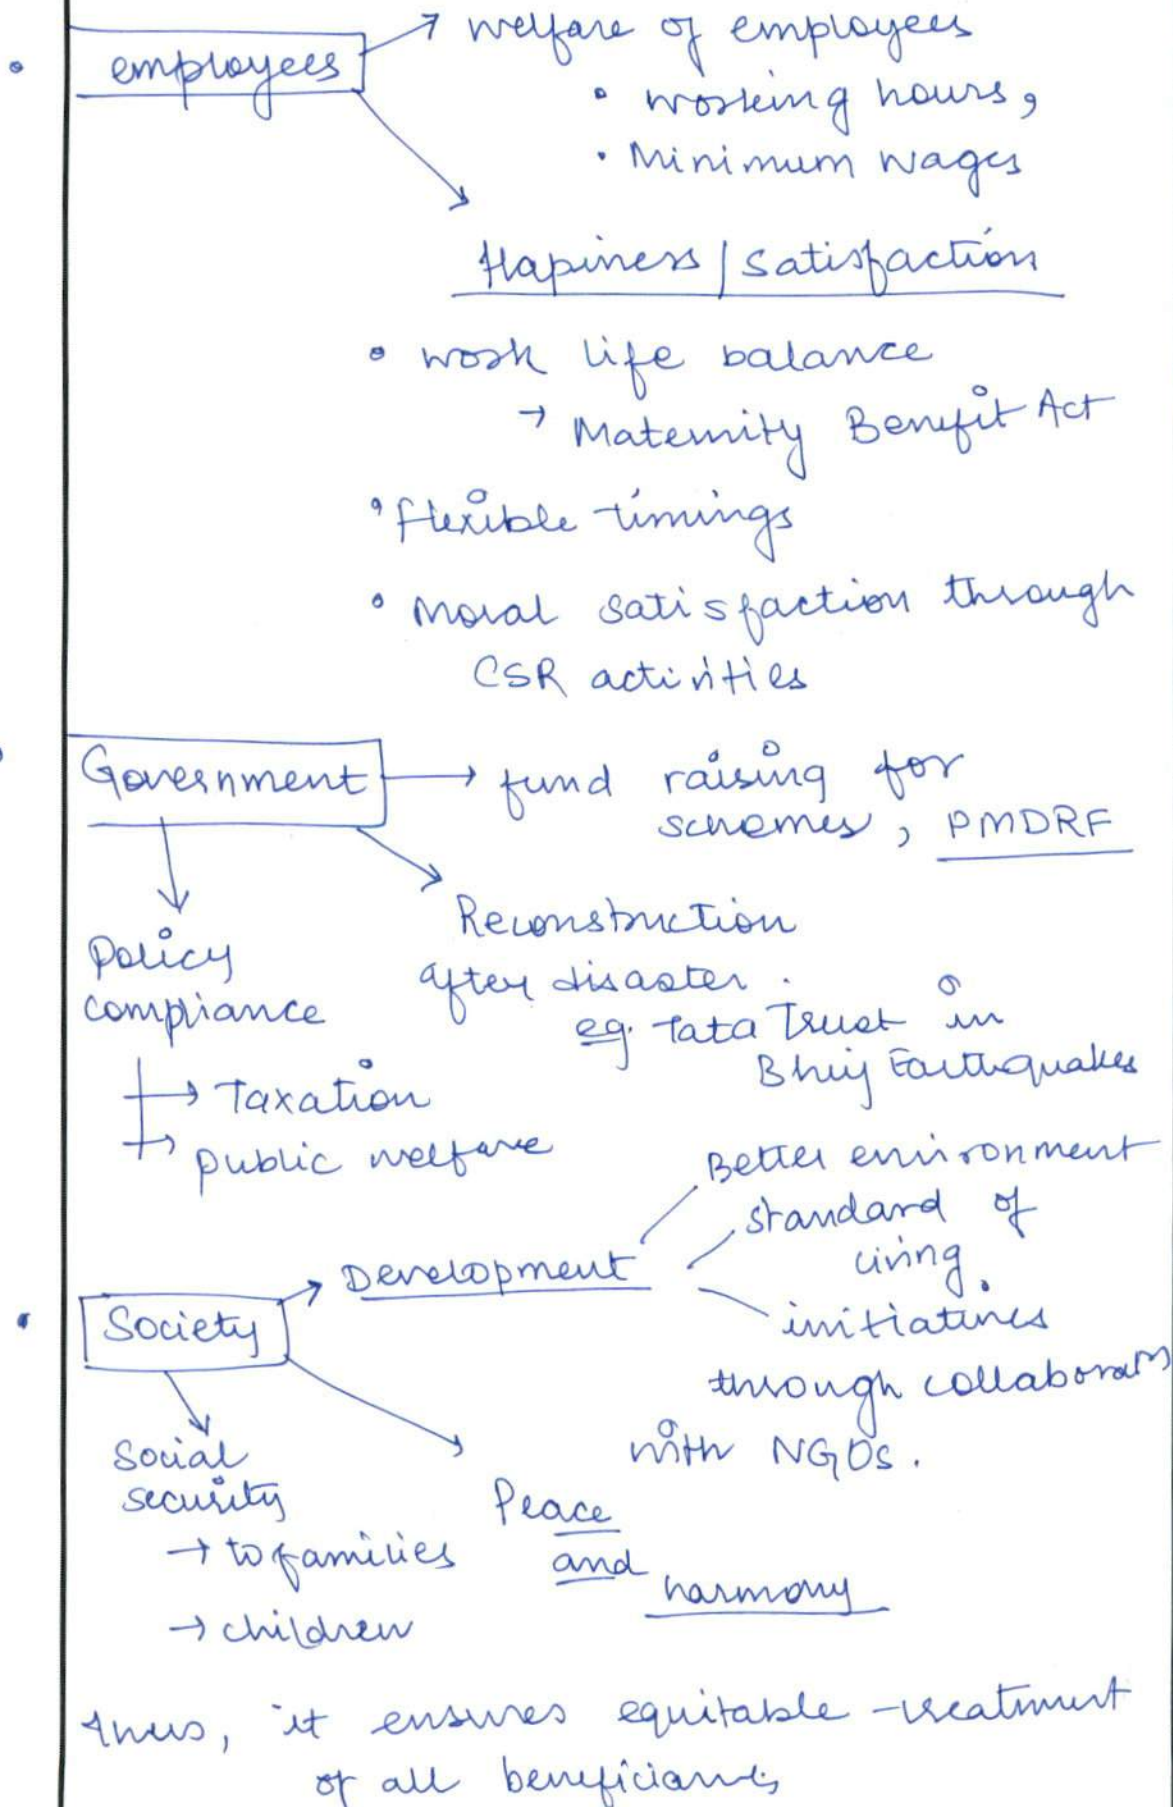 employees → welfare of employees
• working hours,
• Minimum wages
Hapiness / Satisfaction
• work life balance
→ Maternity Benefit Act
• flexible timings
• Moral satisfaction through
CSR activities
Government → fund raising for
schemes, PMDRF
Reconstruction
after disaster.
eg. Tata Trust in
Bhuj Earthquakes
Policy
compliance
→ Taxation
→ public welfare
Society → Development
Better environment
standard of
living.
initiatives
through
with NGOs.
Social
security
→ to families
→ children
Peace
and
harmony
thus, it ensures equitable treatment
of all beneficiaries